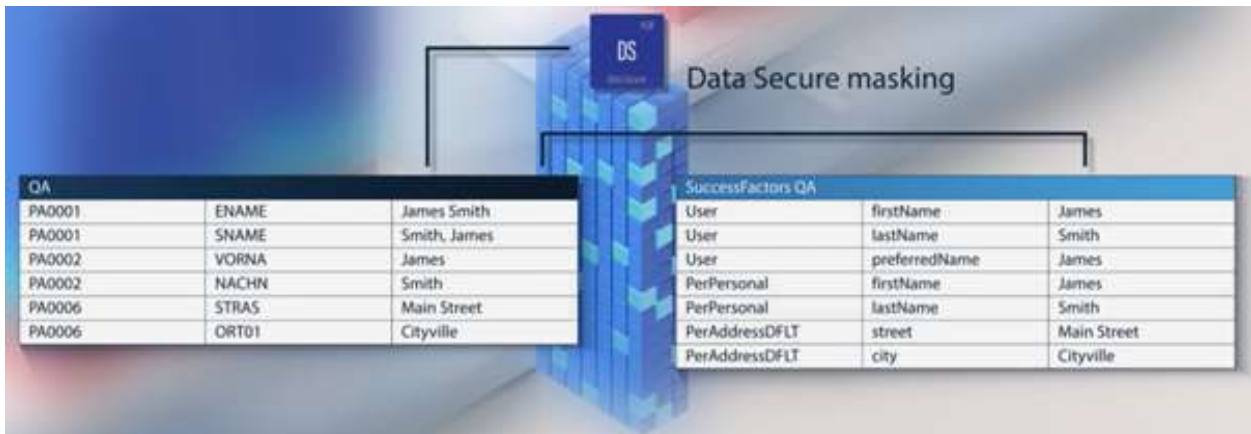 DS
Data Secure masking
QA
PA0001 ENAME James Smith
PA0001 SNAME Smith, James
PA0002 VORNA James
PA0002 NACHN Smith
PA0006 STRAS Main Street
PA0006 ORT01 Cityville
SuccessFactors QA
User firstName James
User lastName Smith
User preferredName James
PerPersonal firstName James
PerPersonal lastName Smith
PerAddressDFLT street Main Street
PerAddressDFLT city Cityville